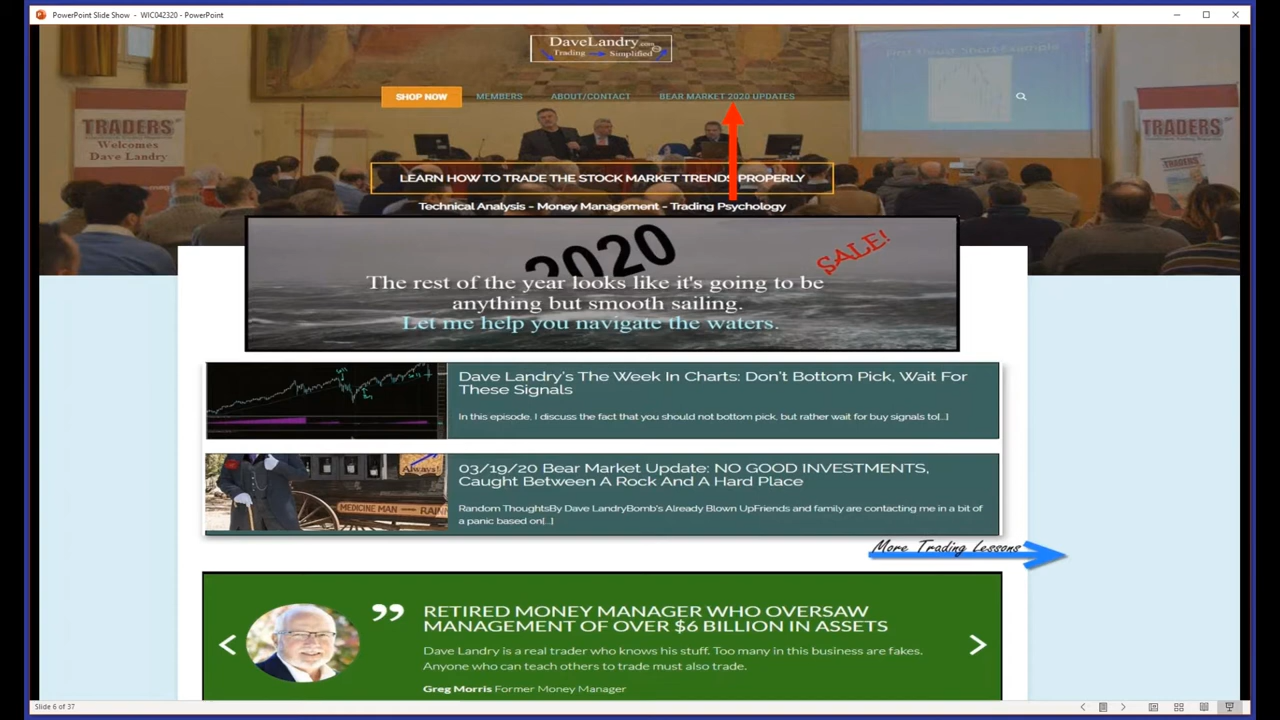 PowerPoint Slide Show - WIC042320 - PowerPoint
DaveLandry.com
Trading Simplified
SHOP NOW MEMBERS ABOUT/CONTACT BEAR MARKET 2020 UPDATES
First Thrust Short Example
TRADERS'
Welcomes
Dave Landry
TRADERS'
TRADERS'
LEARN HOW TO TRADE THE STOCK MARKET TRENDS PROPERLY
Technical Analysis - Money Management - Trading Psychology
2020
SALE!
The rest of the year looks like it's going to be
anything but smooth sailing.
Let me help you navigate the waters.
Dave Landry's The Week In Charts: Don't Bottom Pick, Wait For
These Signals
In this episode, I discuss the fact that you should not bottom pick, but rather wait for buy signals to[...]
Always!
MEDICINE MAN
03/19/20 Bear Market Update: NO GOOD INVESTMENTS,
Caught Between A Rock And A Hard Place
Random ThoughtsBy Dave LandryBomb's Already Blown UpFriends and family are contacting me in a bit of
a panic based on[...]
More Trading Lessons
RETIRED MONEY MANAGER WHO OVERSAW
MANAGEMENT OF OVER $6 BILLION IN ASSETS
Dave Landry is a real trader who knows his stuff. Too many in this business are fakes.
Anyone who can teach others to trade must also trade.
Greg Morris Former Money Manager
Slide 6 of 37